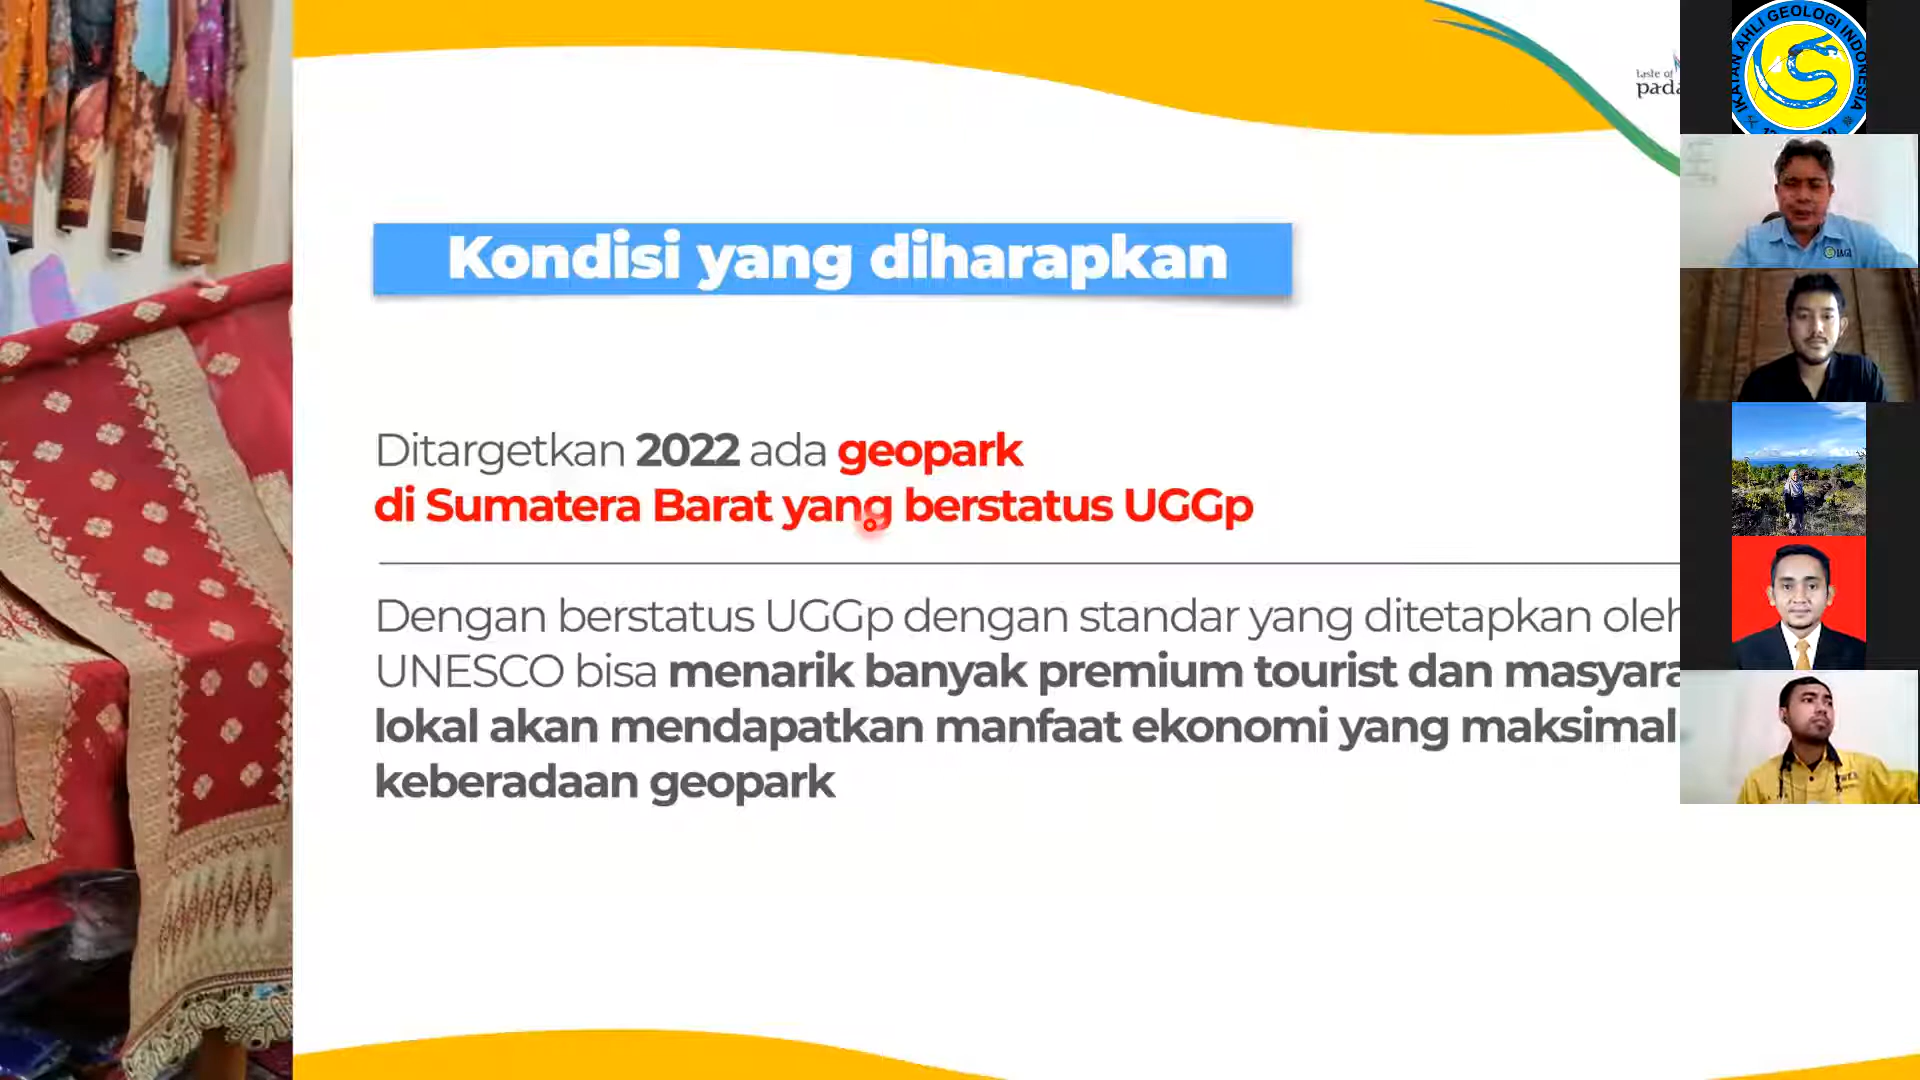 taste of
Kondisi yang diharapkan
Ditargetkan 2022 ada geopark
di Sumatera Barat yang berstatus UGGp
Dengan berstatus UGGp dengan standar yang ditetapkan oleh
UNESCO bisa menarik banyak premium tourist dan
lokal akan mendapatkan manfaat ekonomi yang maksimal
keberadaan geopark
IKATAN AHLI GEOLOGI INDONESIA
IAGI